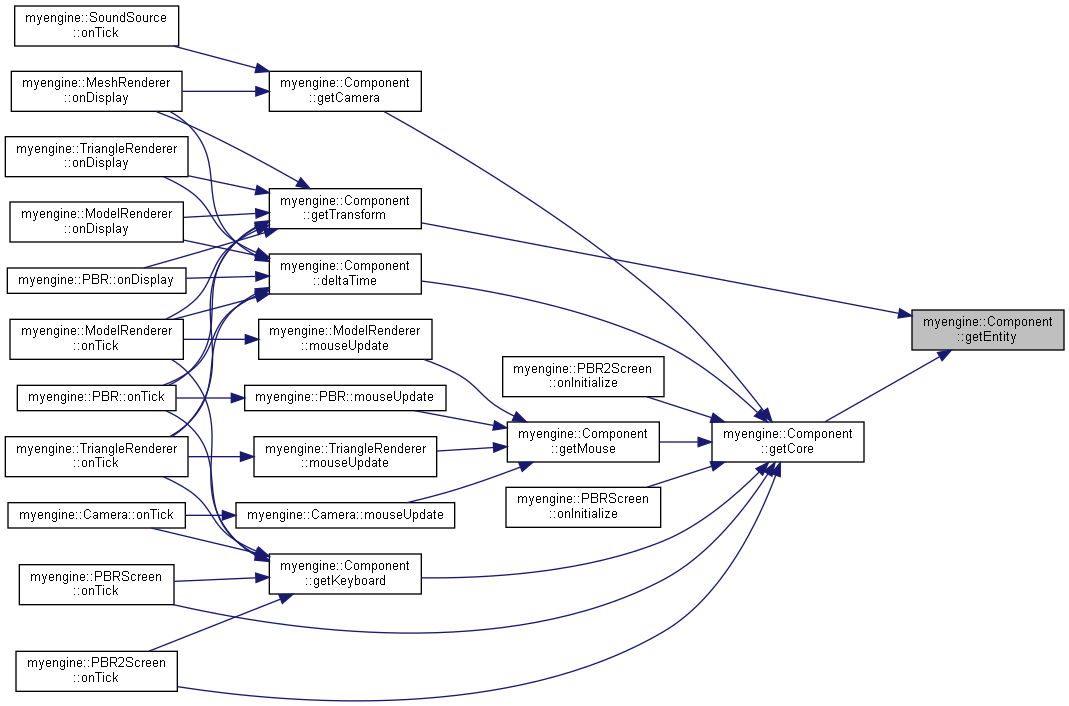 myengine::SoundSource
::onTick
myengine::MeshRenderer
::onDisplay
myengine::TriangleRenderer
::onDisplay
myengine::ModelRenderer
::onDisplay
myengine::PBR::onDisplay
myengine::ModelRenderer
::onTick
myengine::PBR::onTick
myengine::TriangleRenderer
::onTick
myengine::Camera::onTick
myengine::PBRScreen
::onTick
myengine::PBR2Screen
::onTick
myengine::Component
::getCamera
myengine::Component
::getTransform
myengine::Component
::deltaTime
myengine::ModelRenderer
::mouseUpdate
myengine::PBR::mouseUpdate
myengine::TriangleRenderer
::mouseUpdate
myengine::Camera::mouseUpdate
myengine::Component
::getKeyboard
myengine::PBR2Screen
::onInitialize
myengine::Component
::getMouse
myengine::PBRScreen
::onInitialize
myengine::Component
::getCore
myengine::Component
::getEntity